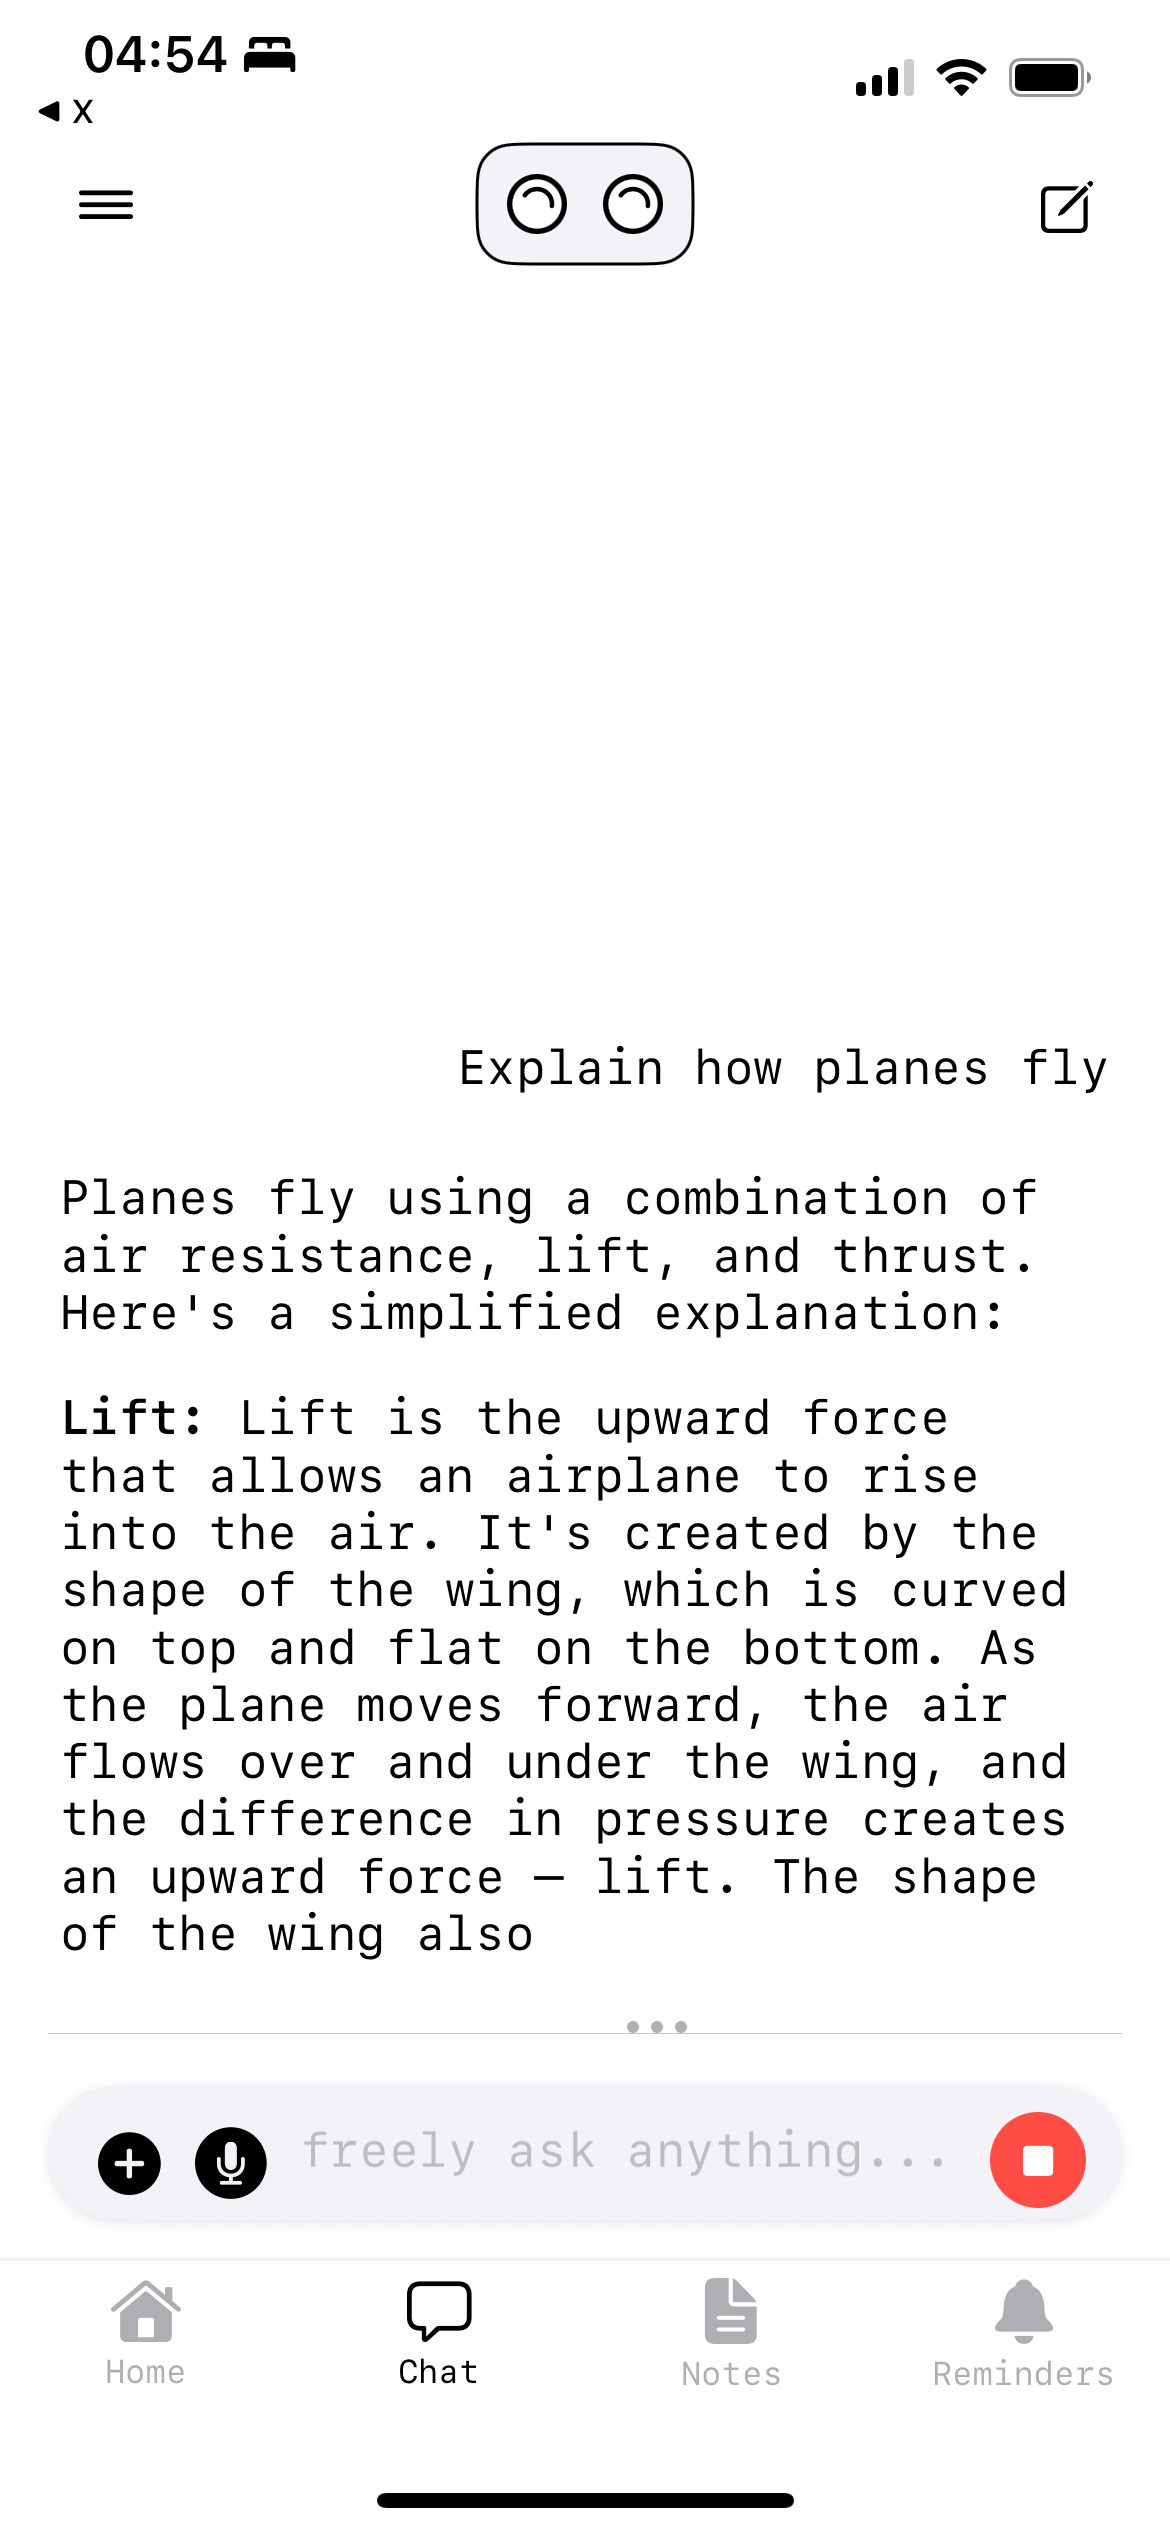 04:54
X
Explain how planes fly
Planes fly using a combination of
air resistance, lift, and thrust.
Here's a simplified explanation:
Lift: Lift is the upward force
that allows an airplane to rise
into the air. It's created by the
shape of the wing, which is curved
on top and flat on the bottom. As
the plane moves forward, the air
flows over and under the wing, and
the difference in pressure creates
an upward force — lift. The shape
of the wing also
freely ask anything...
Home
Chat
Notes
Reminders